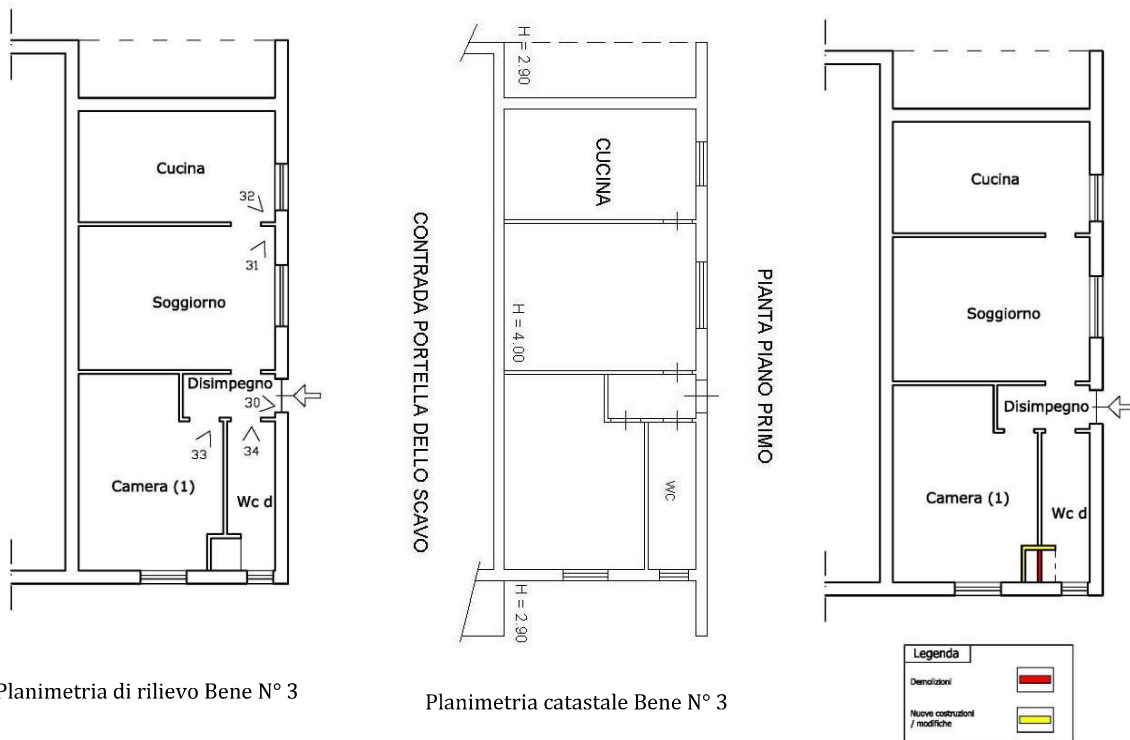 Cucina
32
31
Soggiorno
Disimpegno
30
33
34
Camera (1)
Wc d
Planimetria di rilievo Bene N° 3
CONTRADA PORTELLA DELLO SCAVO
H = 2.90
CUCINA
H = 4.00
WC
H = 2.90
PIANTA PIANO PRIMO
Planimetria catastale Bene N° 3
Cucina
Soggiorno
Disimpegno
Camera (1)
Wc d
Legenda
Demolizioni
Nuove costruzioni
/ modifiche